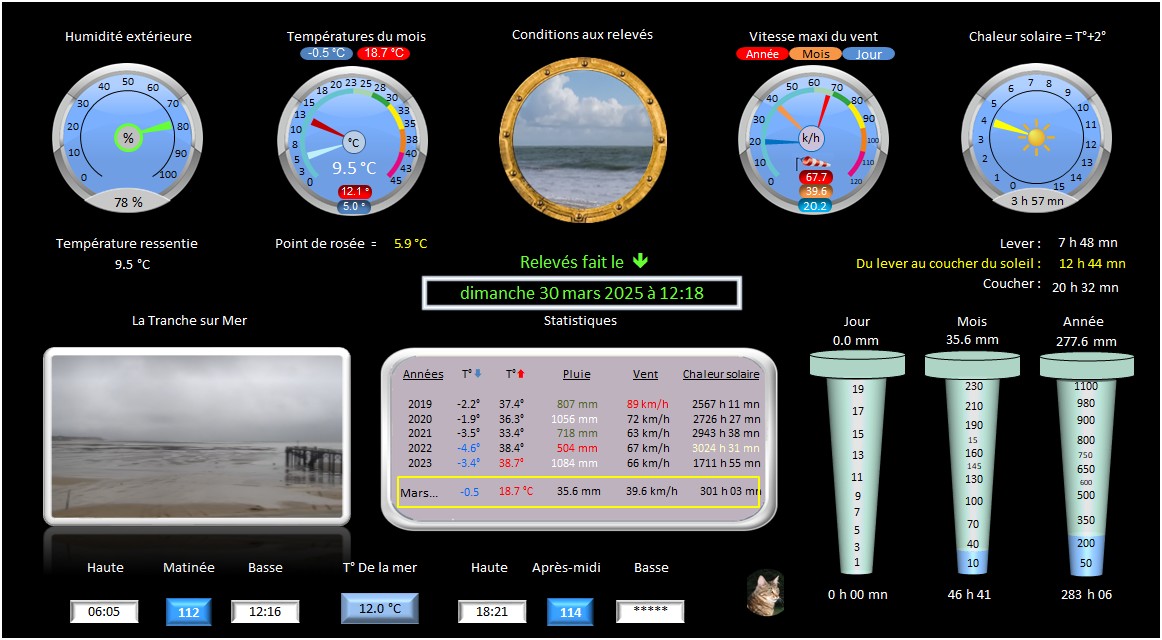 Humidité extérieure
Températures du mois
-0.5 °C 18.7 °C
Conditions aux relevés
Vitesse maxi du vent
Année Mois Jour
Chaleur solaire = T°+2°
0 10 20 30 40 50 60 70 80 90 100
%
78 %
0 3 5 8 10 13 15 18 20 23 25 28 30 33 35 38 40 43 45
°C
9.5 °C
12.1 °
5.0 °
0 10 20 30 40 50 60 70 80 90 100 110 120
k/h
67.7
39.6
20.2
0 1 2 3 4 5 6 7 8 9 10 11 12 13 14 15
3 h 57 mn
Température ressentie
9.5 °C
Point de rosée = 5.9 °C
Relevés fait le
dimanche 30 mars 2025 à 12:18
Lever : 7 h 48 mn
Du lever au coucher du soleil : 12 h 44 mn
Coucher : 20 h 32 mn
La Tranche sur Mer
Statistiques
Années T° T° Pluie Vent Chaleur solaire
2019 -2.2° 37.4° 807 mm 89 km/h 2567 h 11 mn
2020 -1.9° 36.3° 1056 mm 72 km/h 2726 h 27 mn
2021 -3.5° 33.4° 718 mm 63 km/h 2943 h 38 mn
2022 -4.6° 38.4° 504 mm 67 km/h 3024 h 31 mn
2023 -3.4° 38.7° 1084 mm 66 km/h 1711 h 55 mn
Mars... -0.5 18.7 °C 35.6 mm 39.6 km/h 301 h 03 mn
Jour
0.0 mm
19
17
15
13
11
9
7
5
3
1
0 h 00 mn
Mois
35.6 mm
230
210
190
15
160
145
130
100
70
40
10
46 h 41
Année
277.6 mm
1100
980
900
800
750
650
600
500
350
200
50
283 h 06
Haute Matinée Basse
06:05 112 12:16
T° De la mer
12.0 °C
Haute Après-midi Basse
18:21 114 *****